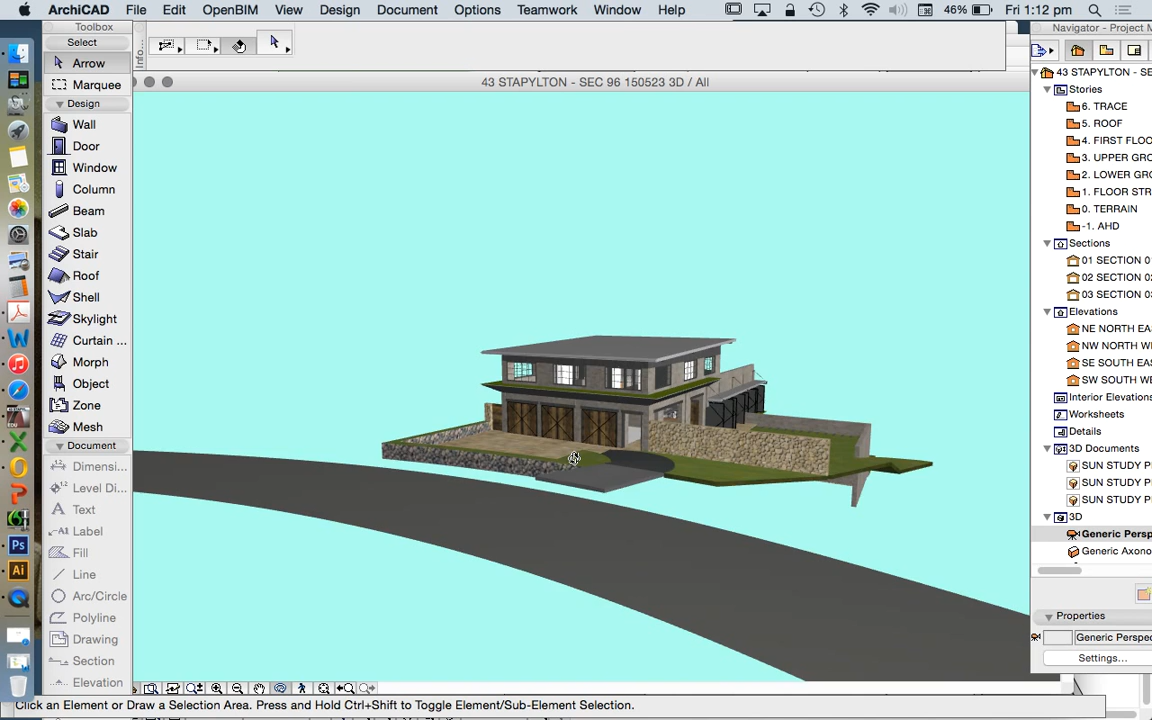 ArchiCAD File Edit OpenBIM View Design Document Options Teamwork Window Help 46% Fri 1:12 pm
Toolbox
Select
Arrow
Marquee
Design
Wall
Door
Window
Column
Beam
Slab
Stair
Roof
Shell
Skylight
Curtain ...
Morph
Object
Zone
Mesh
Document
Dimensi...
Level Di...
Text
Label
Fill
Line
Arc/Circle
Polyline
Drawing
Section
Elevation
Info...
43 STAPYLTON - SEC 96 150523 3D / All
Navigator - Project M
43 STAPYLTON - SE
Stories
6. TRACE
5. ROOF
4. FIRST FLOO
3. UPPER GRO
2. LOWER GRO
1. FLOOR STR
0. TERRAIN
-1. AHD
Sections
01 SECTION 0
02 SECTION 0
03 SECTION 03
Elevations
NE NORTH EA
NW NORTH W
SE SOUTH EAS
SW SOUTH WE
Interior Elevation
Worksheets
Details
3D Documents
SUN STUDY P
SUN STUDY P
SUN STUDY P
3D
Generic Persp
Generic Axono
Properties
Generic Perspec
Settings...
Click an Element or Draw a Selection Area. Press and Hold Ctrl+Shift to Toggle Element/Sub-Element Selection.